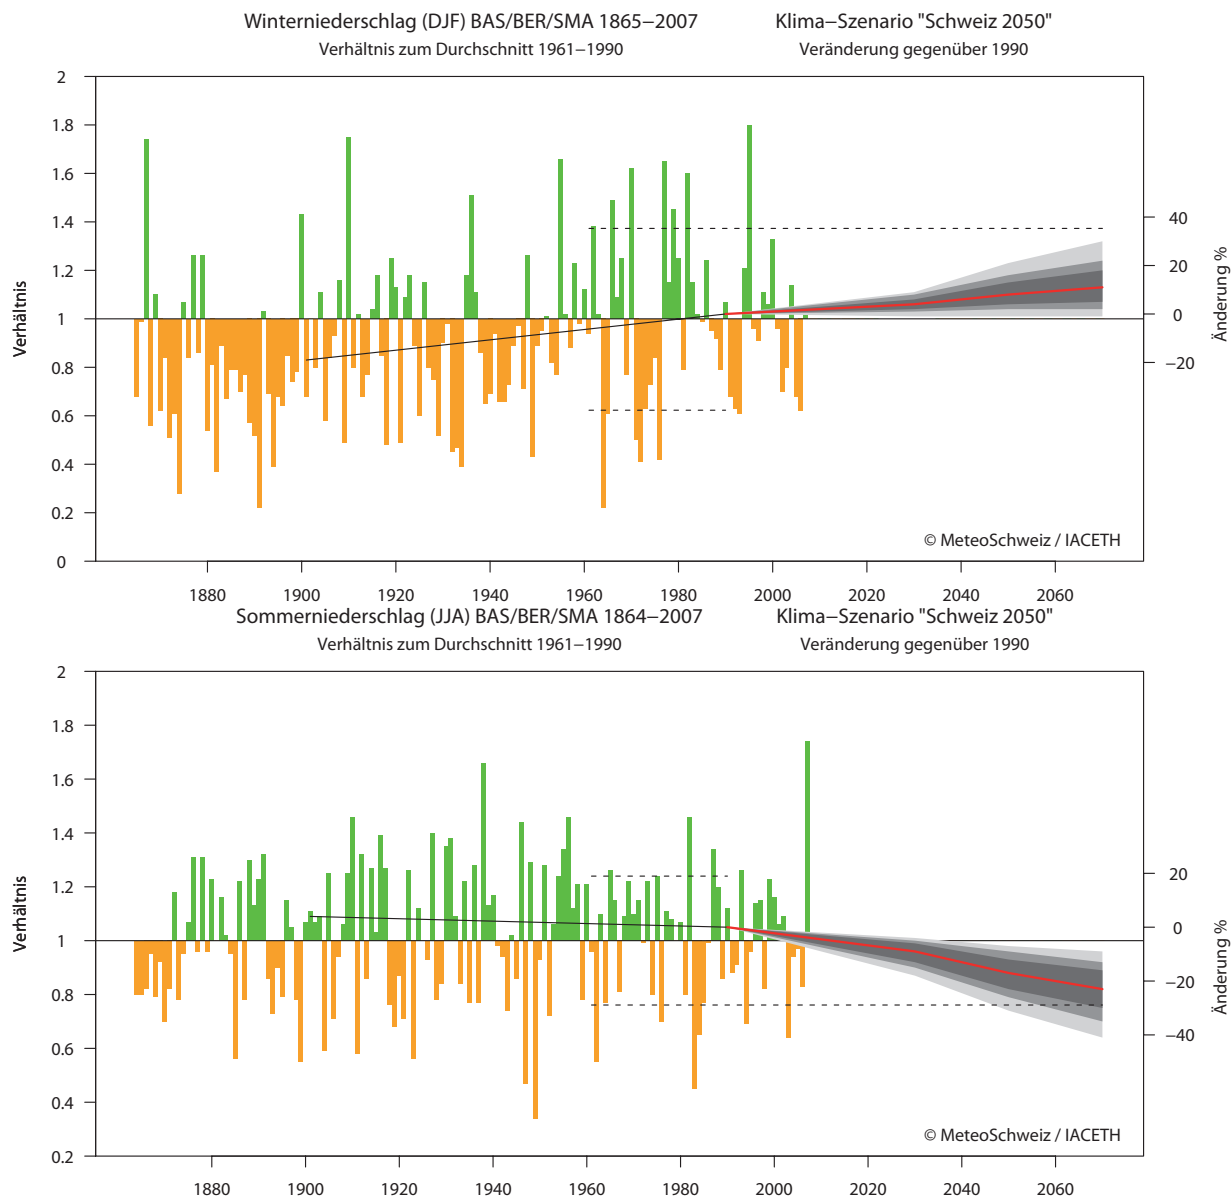 Winterniederschlag (DJF) BAS/BER/SMA 1865–2007 Klima–Szenario "Schweiz 2050"
Verhältnis zum Durchschnitt 1961–1990 Veränderung gegenüber 1990
2
1.8
1.6
1.4
1.2
1
0.8
0.6
0.4
0.2
0
Verhältnis
40
20
0
−20
Änderung %
© MeteoSchweiz / IACETH
1880 1900 1920 1940 1960 1980 2000 2020 2040 2060
Sommerniederschlag (JJA) BAS/BER/SMA 1864–2007 Klima–Szenario "Schweiz 2050"
Verhältnis zum Durchschnitt 1961–1990 Veränderung gegenüber 1990
2
1.8
1.6
1.4
1.2
1
0.8
0.6
0.4
0.2
Verhältnis
20
0
−20
−40
Änderung %
© MeteoSchweiz / IACETH
1880 1900 1920 1940 1960 1980 2000 2020 2040 2060